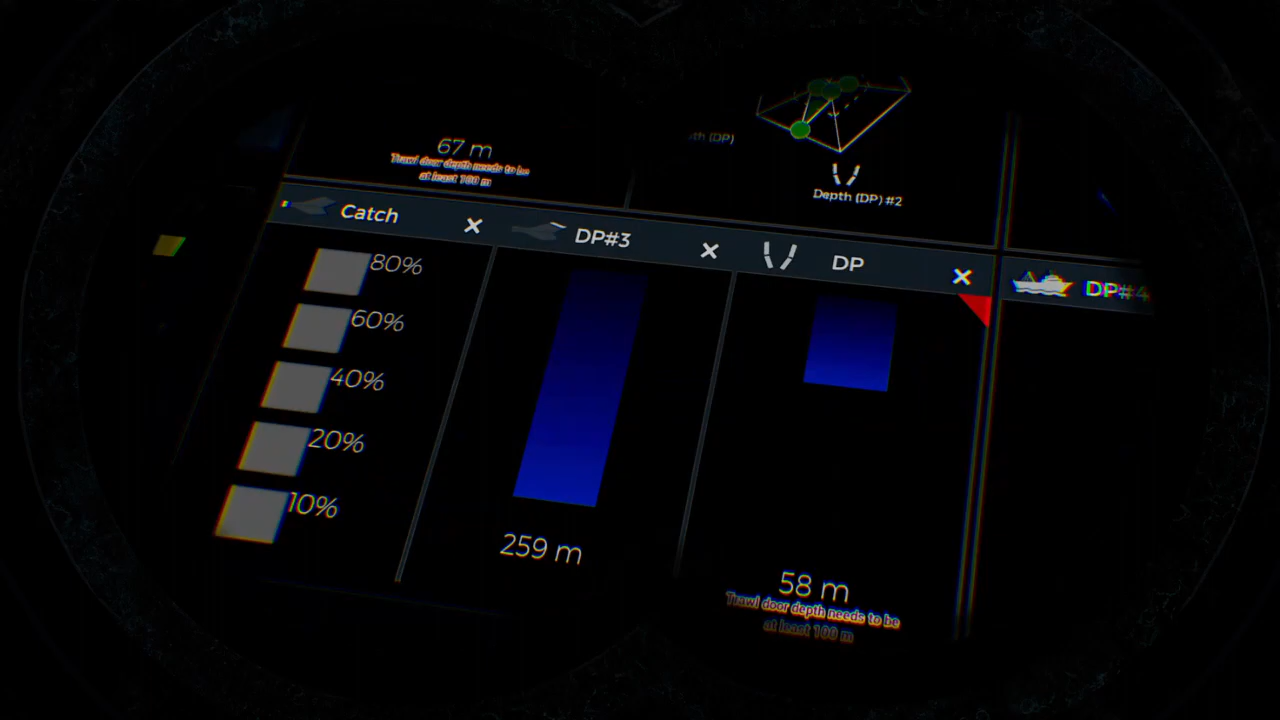 67 m
Trawl door depth needs to be
at least 100 m
(DP)
Depth (DP) #2
Catch
80%
60%
40%
20%
10%
DP#3
259 m
DP
58 m
Trawl door depth needs to be
at least 100 m
DP#4